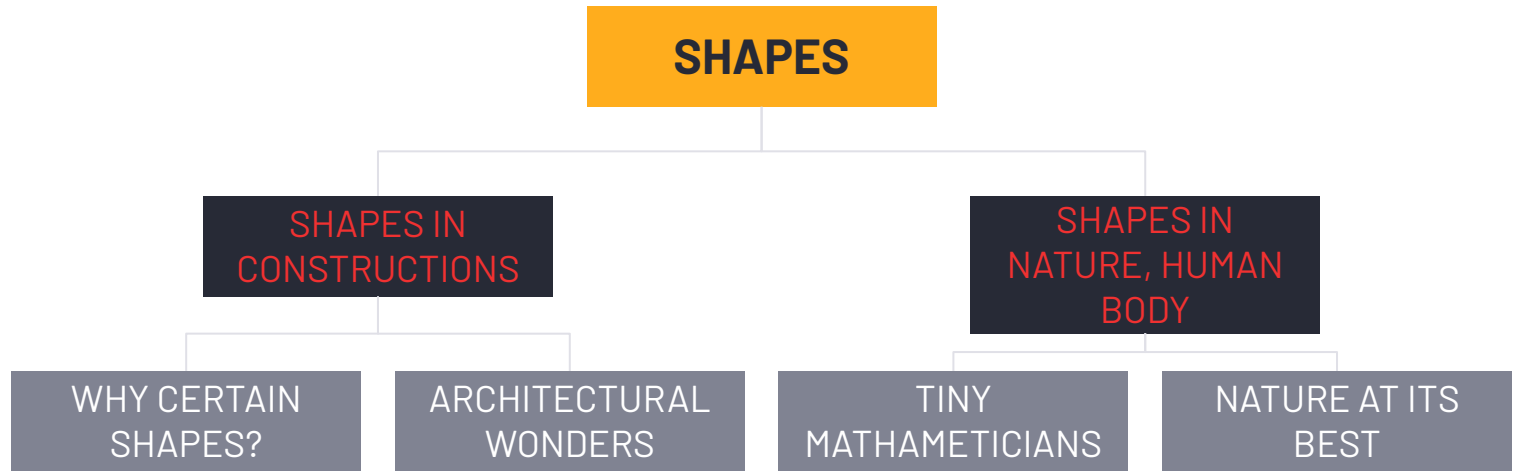 SHAPES
SHAPES IN
CONSTRUCTIONS
SHAPES IN
NATURE, HUMAN
BODY
WHY CERTAIN
SHAPES?
ARCHITECTURAL
WONDERS
TINY
MATHAMETICIANS
NATURE AT ITS
BEST